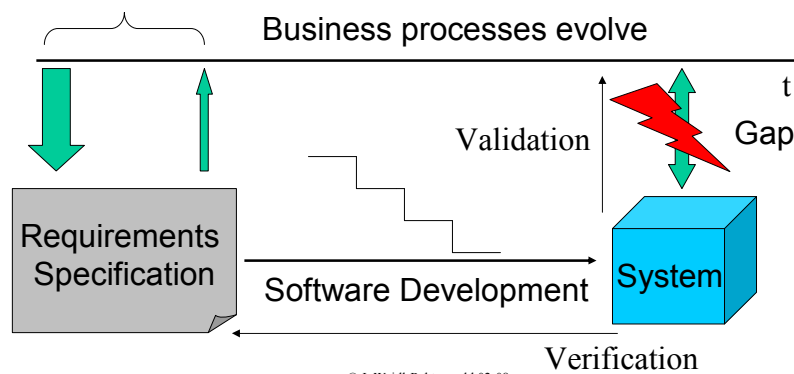 Business processes evolve
t
Validation
Gap
Requirements
Specification
System
Software Development
Verification